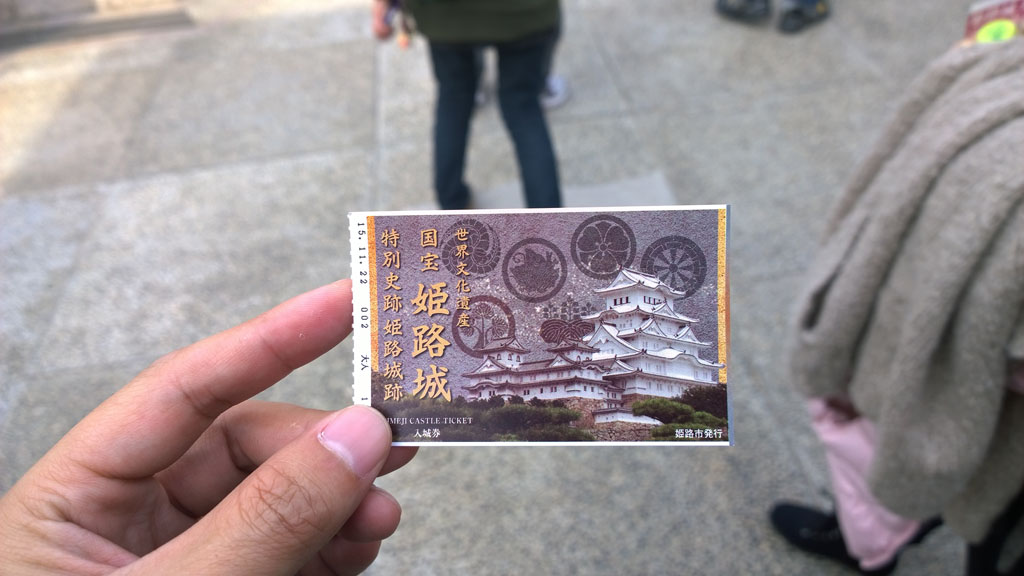 世界文化遺産
国宝 姫路城
特別史跡姫路城跡
15.11.22 002 大人 1
IMEJI CASTLE TICKET
入城券
姫路市発行